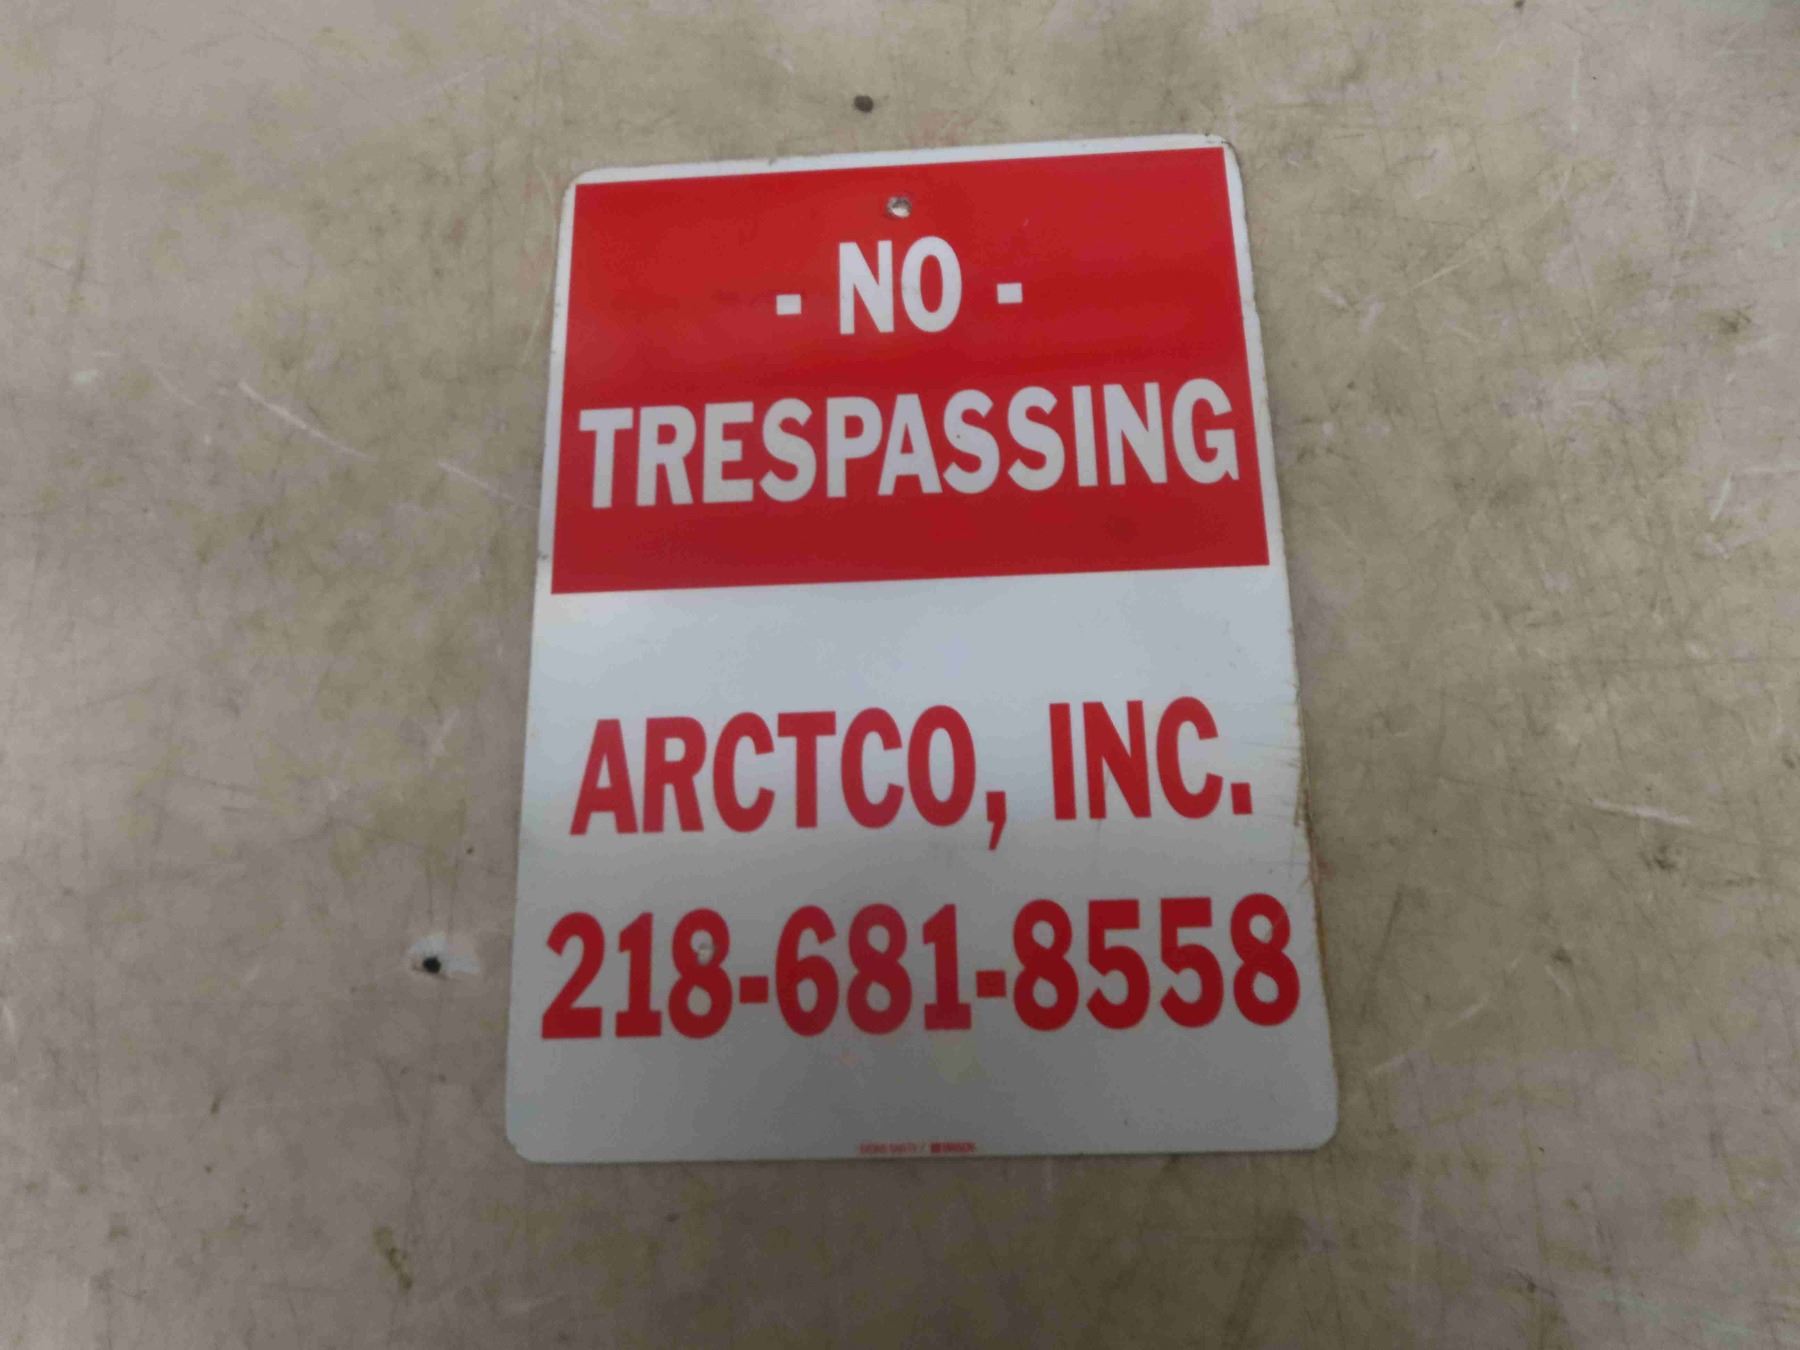 - NO -
TRESPASSING
ARCTCO, INC.
218-681-8558